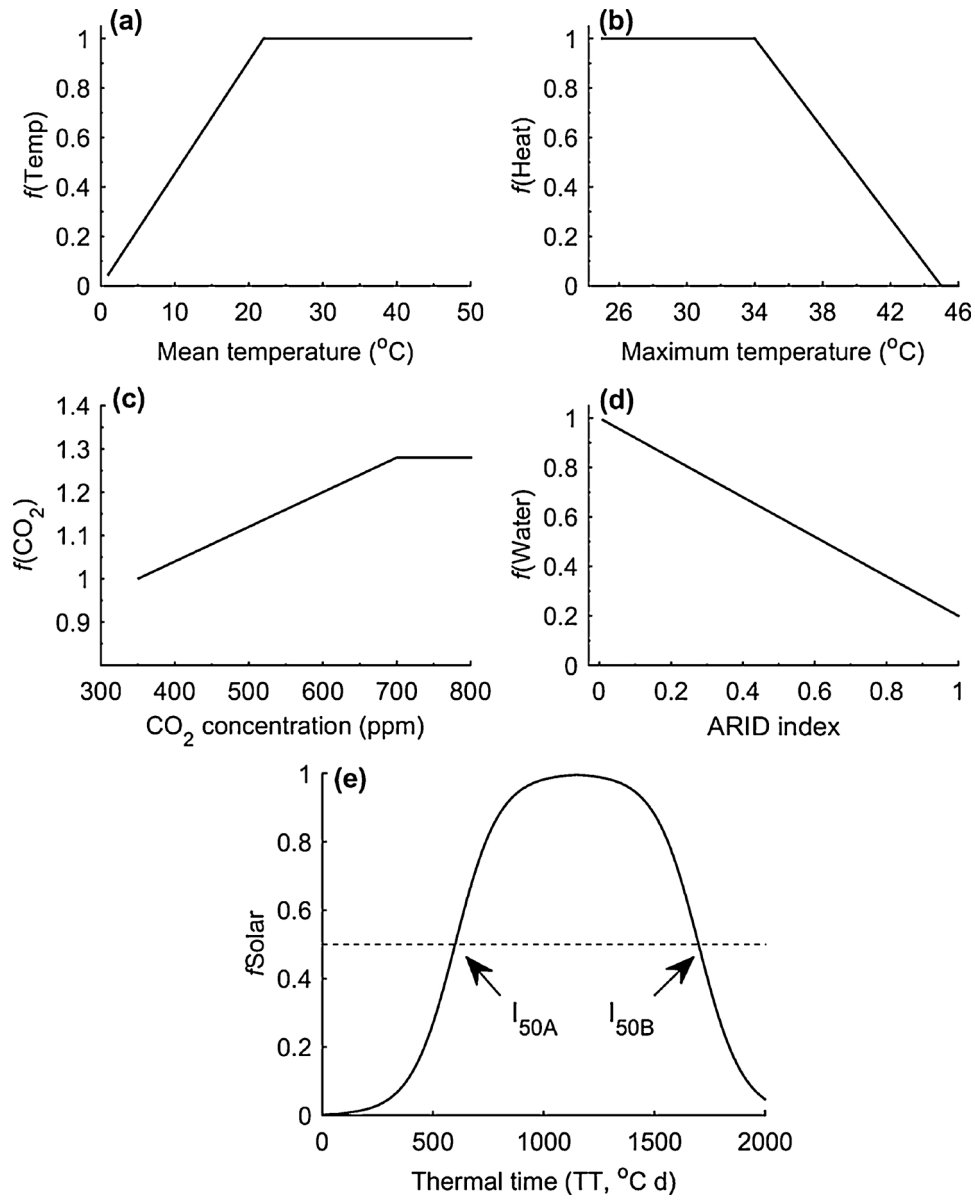 (a)
1
0.8
0.6
0.4
0.2
0
f(Temp)
0 10 20 30 40 50
Mean temperature (°C)
(b)
1
0.8
0.6
0.4
0.2
0
f(Heat)
26 30 34 38 42 46
Maximum temperature (°C)
(c)
1.4
1.3
1.2
1.1
1
0.9
f(CO₂)
300 400 500 600 700 800
CO₂ concentration (ppm)
(d)
1
0.8
0.6
0.4
0.2
0
f(Water)
0 0.2 0.4 0.6 0.8 1
ARID index
(e)
1
0.8
0.6
0.4
0.2
0
fSolar
I50A
I50B
0 500 1000 1500 2000
Thermal time (TT, °C d)